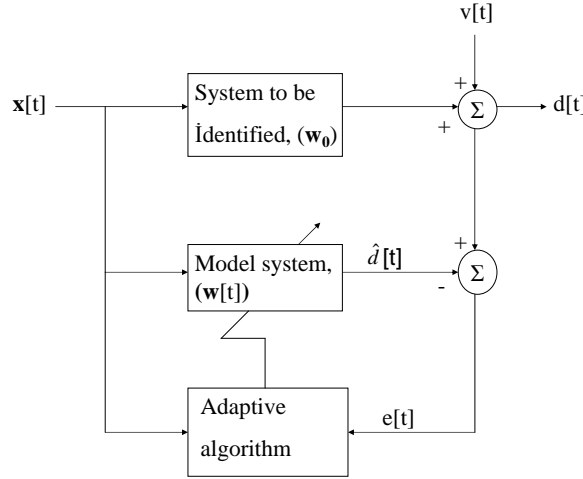 v[t]
x[t]
System to be
İdentified, (w₀)
+
+
Σ
d[t]
Model system,
(w[t])
d̂[t]
+
-
Σ
Adaptive
algorithm
e[t]